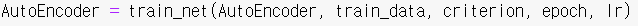 AutoEncoder = train_net(AutoEncoder, train_data, criterion, epoch, lr)